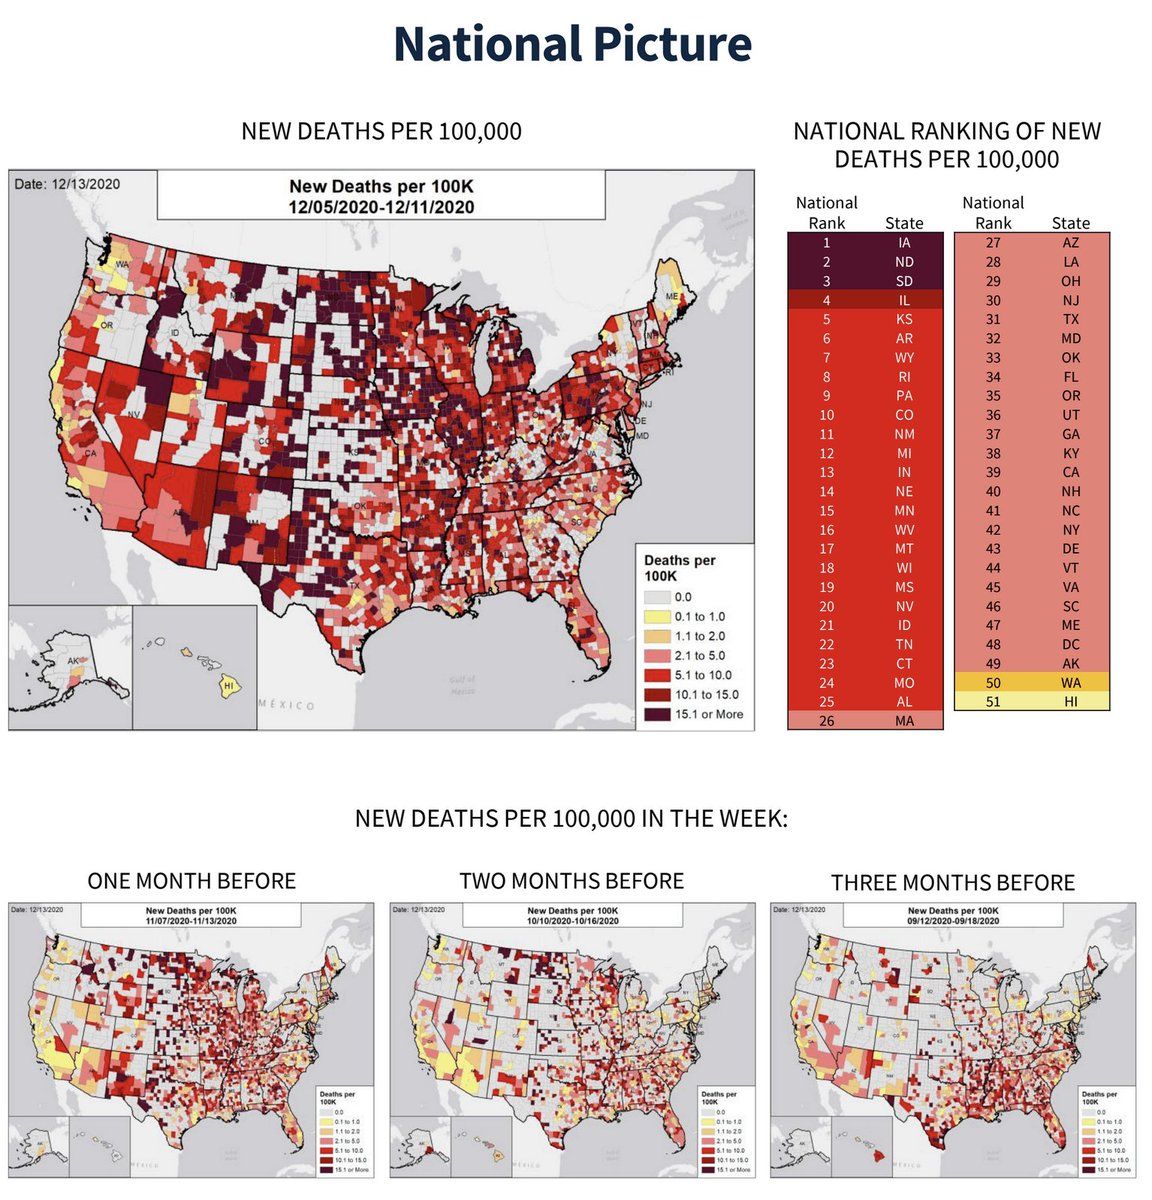 National Picture
NEW DEATHS PER 100,000
Date: 12/13/2020
New Deaths per 100K
12/05/2020-12/11/2020
WA
OR
ID
NV
CA
CO
OK
TX
ME
RI
NJ
DE
MD
VA
SC
AK
HI
MÉXICO
Gulf of
Mexico
Deaths per
100K
0.0
0.1 to 1.0
1.1 to 2.0
2.1 to 5.0
5.1 to 10.0
10.1 to 15.0
15.1 or More
NATIONAL RANKING OF NEW
DEATHS PER 100,000
National
Rank State
1 IA
2 ND
3 SD
4 IL
5 KS
6 AR
7 WY
8 RI
9 PA
10 CO
11 NM
12 MI
13 IN
14 NE
15 MN
16 WV
17 MT
18 WI
19 MS
20 NV
21 ID
22 TN
23 CT
24 MO
25 AL
26 MA
National
Rank State
27 AZ
28 LA
29 OH
30 NJ
31 TX
32 MD
33 OK
34 FL
35 OR
36 UT
37 GA
38 KY
39 CA
40 NH
41 NC
42 NY
43 DE
44 VT
45 VA
46 SC
47 ME
48 DC
49 AK
50 WA
51 HI
NEW DEATHS PER 100,000 IN THE WEEK:
ONE MONTH BEFORE
Date: 12/13/2020
New Deaths per 100K
11/07/2020-11/13/2020
Deaths per
100K
0.0
0.1 to 1.0
1.1 to 2.0
2.1 to 5.0
5.1 to 10.0
10.1 to 15.0
15.1 or More
TWO MONTHS BEFORE
Date: 12/13/2020
New Deaths per 100K
10/10/2020-10/16/2020
Deaths per
100K
0.0
0.1 to 1.0
1.1 to 2.0
2.1 to 5.0
5.1 to 10.0
10.1 to 15.0
15.1 or More
THREE MONTHS BEFORE
Date: 12/13/2020
New Deaths per 100K
09/12/2020-09/18/2020
Deaths per
100K
0.0
0.1 to 1.0
1.1 to 2.0
2.1 to 5.0
5.1 to 10.0
10.1 to 15.0
15.1 or More